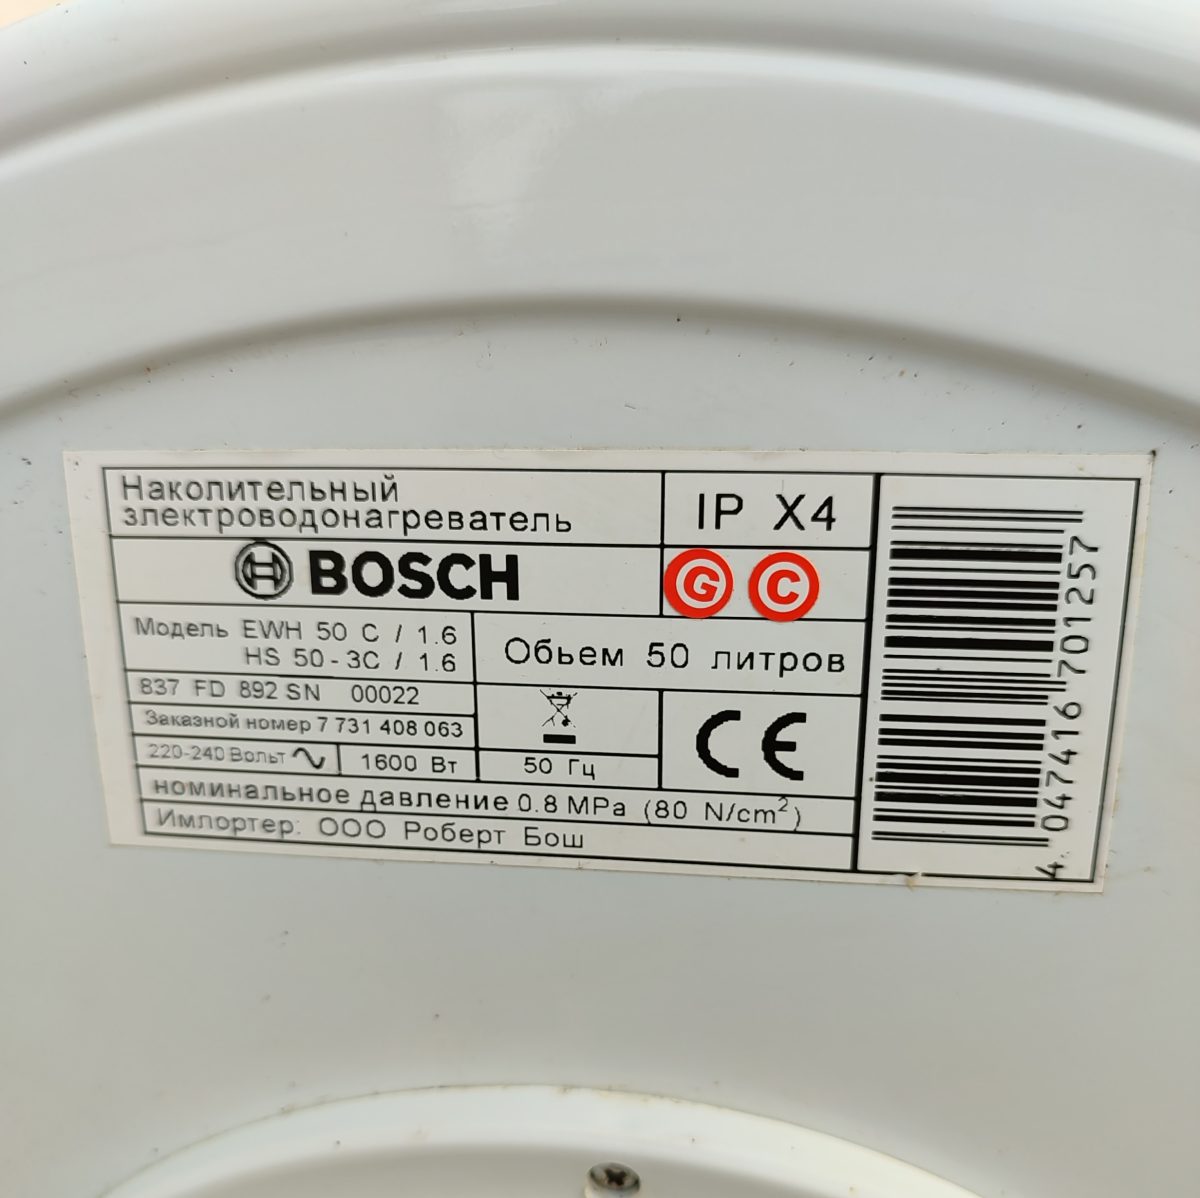 Накопительный
электроводонагреватель
IP X4
BOSCH
G C
Модель EWH 50 C / 1.6
HS 50-3C / 1.6
Обьем 50 литров
837 FD 892 SN 00022
Заказной номер 7 731 408 063
220-240 Вольт
1600 Вт
50 Гц
CE
номинальное давление 0.8 MPa (80 N/cm²)
Импортер: ООО Роберт Бош
4 047416 701257